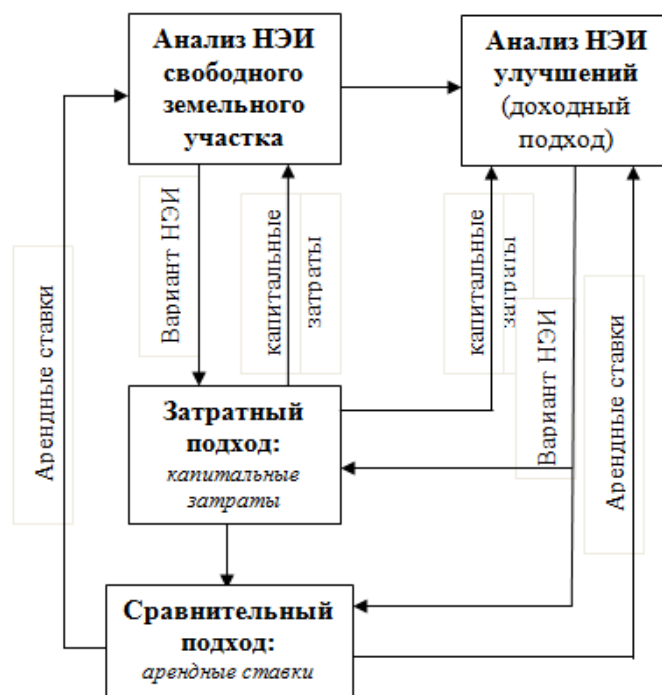 Анализ НЭИ
свободного
земельного
участка
Анализ НЭИ
улучшений
(доходный
подход)
Арендные ставки
Вариант НЭИ
капитальные
затраты
капитальные
затраты
Вариант НЭИ
Арендные ставки
Затратный
подход:
капитальные
затраты
Сравнительный
подход:
арендные ставки